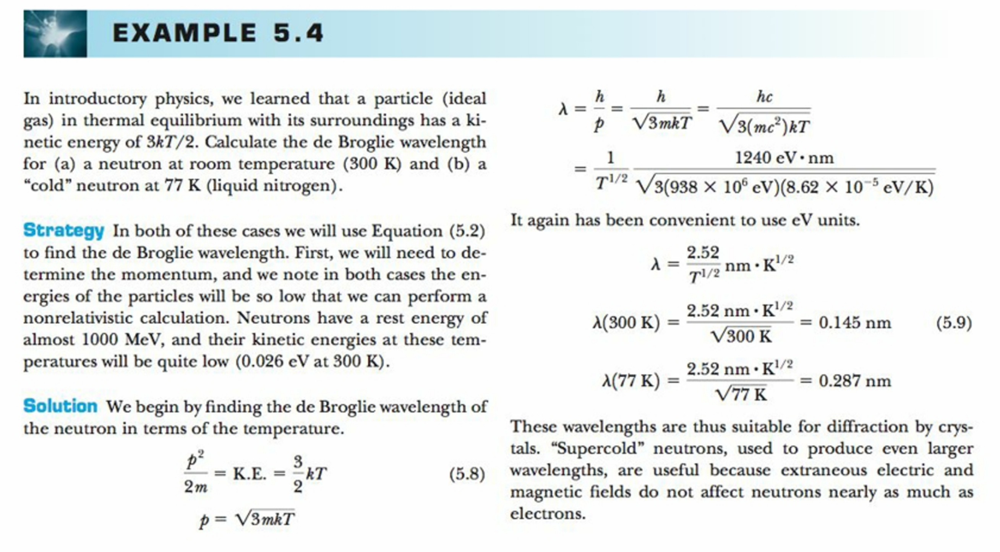 EXAMPLE 5.4
In introductory physics, we learned that a particle (ideal
gas) in thermal equilibrium with its surroundings has a ki-
netic energy of 3kT/2. Calculate the de Broglie wavelength
for (a) a neutron at room temperature (300 K) and (b) a
“cold” neutron at 77 K (liquid nitrogen).
Strategy In both of these cases we will use Equation (5.2)
to find the de Broglie wavelength. First, we will need to de-
termine the momentum, and we note in both cases the en-
ergies of the particles will be so low that we can perform a
nonrelativistic calculation. Neutrons have a rest energy of
almost 1000 MeV, and their kinetic energies at these tem-
peratures will be quite low (0.026 eV at 300 K).
Solution We begin by finding the de Broglie wavelength of
the neutron in terms of the temperature.
p²/2m = K.E. = 3/2 kT (5.8)
p = √(3mkT)
λ = h/p = h/√(3mkT) = hc/√(3(mc²)kT)
= 1/T^(1/2) 1240 eV·nm/√(3(938 × 10⁶ eV)(8.62 × 10⁻⁵ eV/K))
It again has been convenient to use eV units.
λ = 2.52/T^(1/2) nm·K^(1/2)
λ(300 K) = 2.52 nm·K^(1/2)/√(300 K) = 0.145 nm (5.9)
λ(77 K) = 2.52 nm·K^(1/2)/√(77 K) = 0.287 nm
These wavelengths are thus suitable for diffraction by crys-
tals. “Supercold” neutrons, used to produce even larger
wavelengths, are useful because extraneous electric and
magnetic fields do not affect neutrons nearly as much as
electrons.